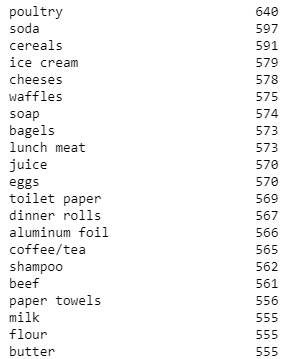 poultry 640
soda 597
cereals 591
ice cream 579
cheeses 578
waffles 575
soap 574
bagels 573
lunch meat 573
juice 570
eggs 570
toilet paper 569
dinner rolls 567
aluminum foil 566
coffee/tea 565
shampoo 562
beef 561
paper towels 556
milk 555
flour 555
butter 555